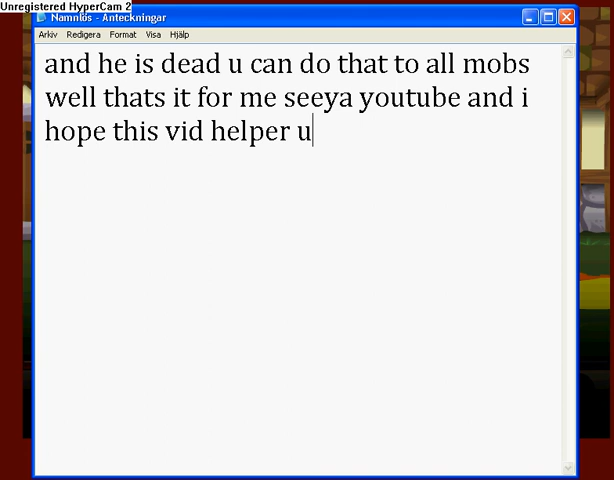 Unregistered HyperCam 2
Namnlös - Anteckningar
Arkiv Redigera Format Visa Hjälp
and he is dead u can do that to all mobs
well thats it for me seeya youtube and i
hope this vid helper u